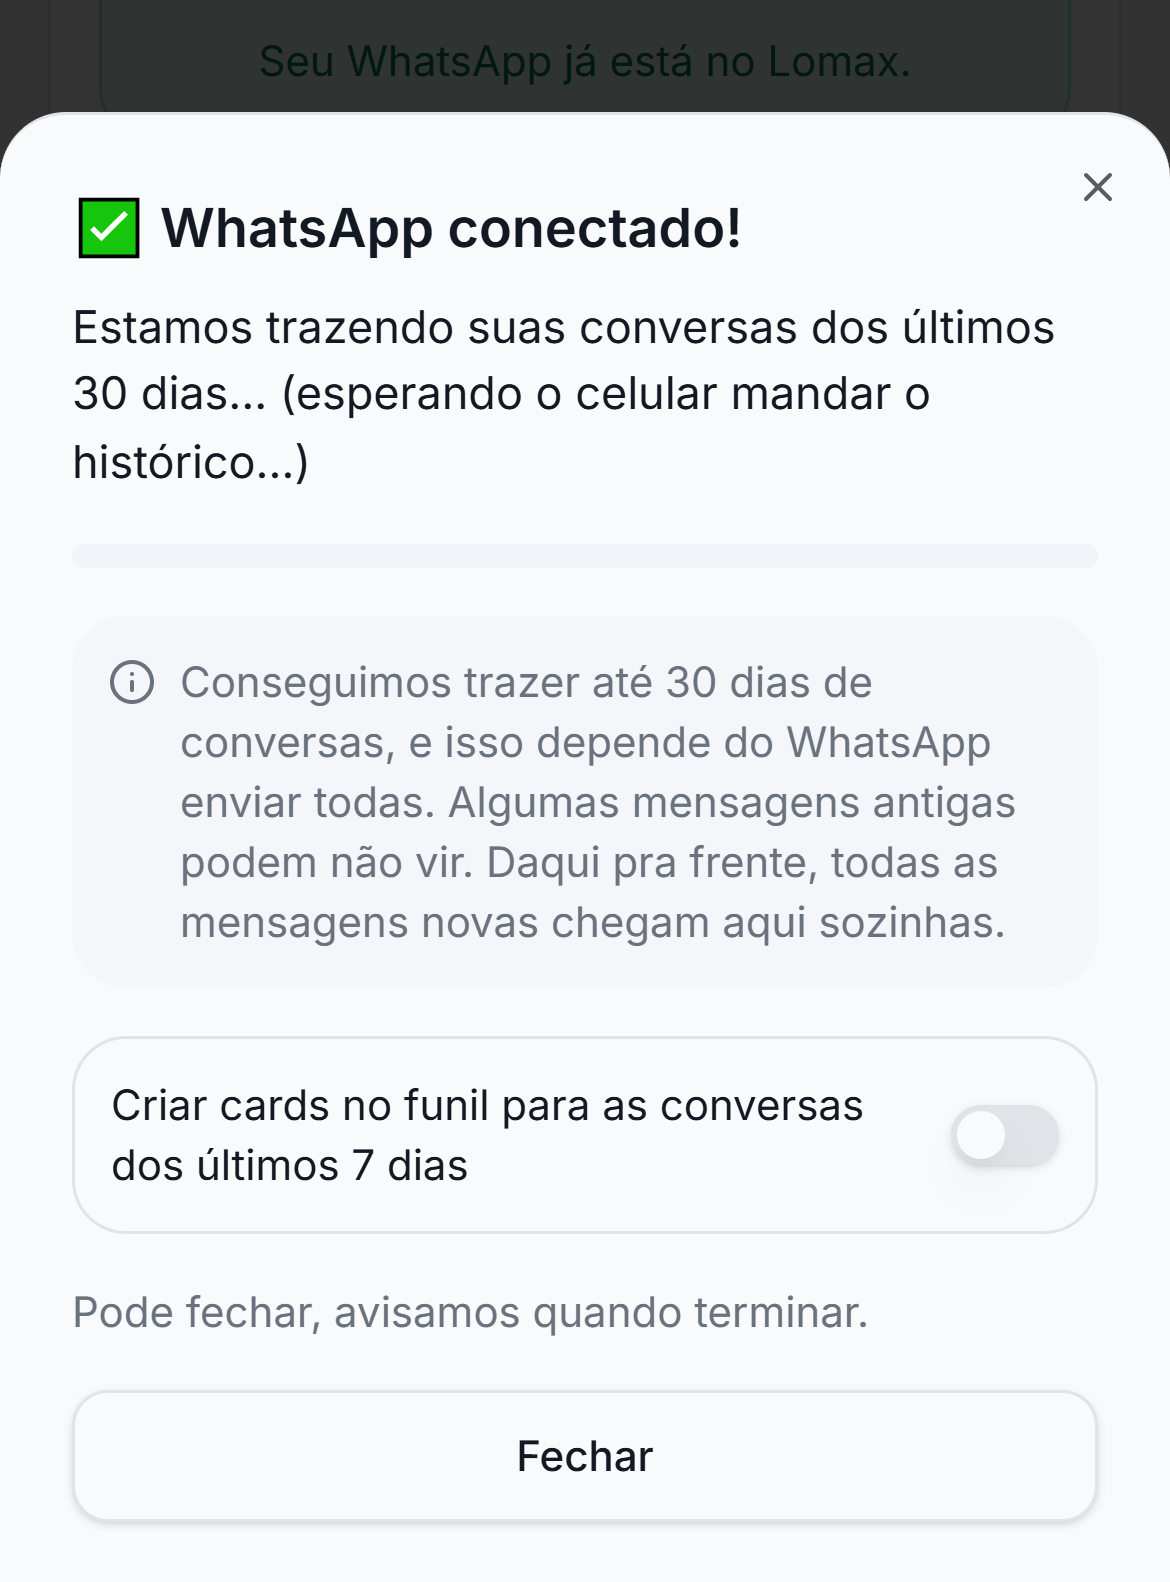 Seu WhatsApp já está no Lomax.
✅ WhatsApp conectado!
Estamos trazendo suas conversas dos últimos
30 dias... (esperando o celular mandar o
histórico...)
Conseguimos trazer até 30 dias de
conversas, e isso depende do WhatsApp
enviar todas. Algumas mensagens antigas
podem não vir. Daqui pra frente, todas as
mensagens novas chegam aqui sozinhas.
Criar cards no funil para as conversas
dos últimos 7 dias
Pode fechar, avisamos quando terminar.
Fechar